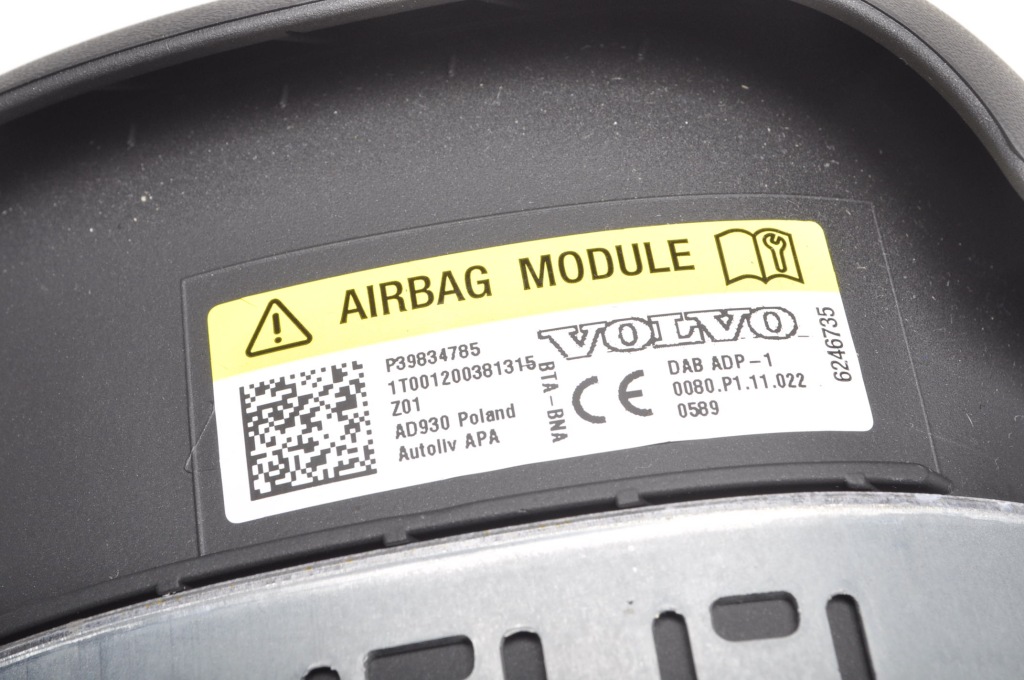 AIRBAG MODULE
P39834785
1T001200381315
Z01
AD930 Poland
Autoliv APA
BTA-BNA
VOLVO
CE
DAB ADP-1
0080.P1.11.022
0589
6246735